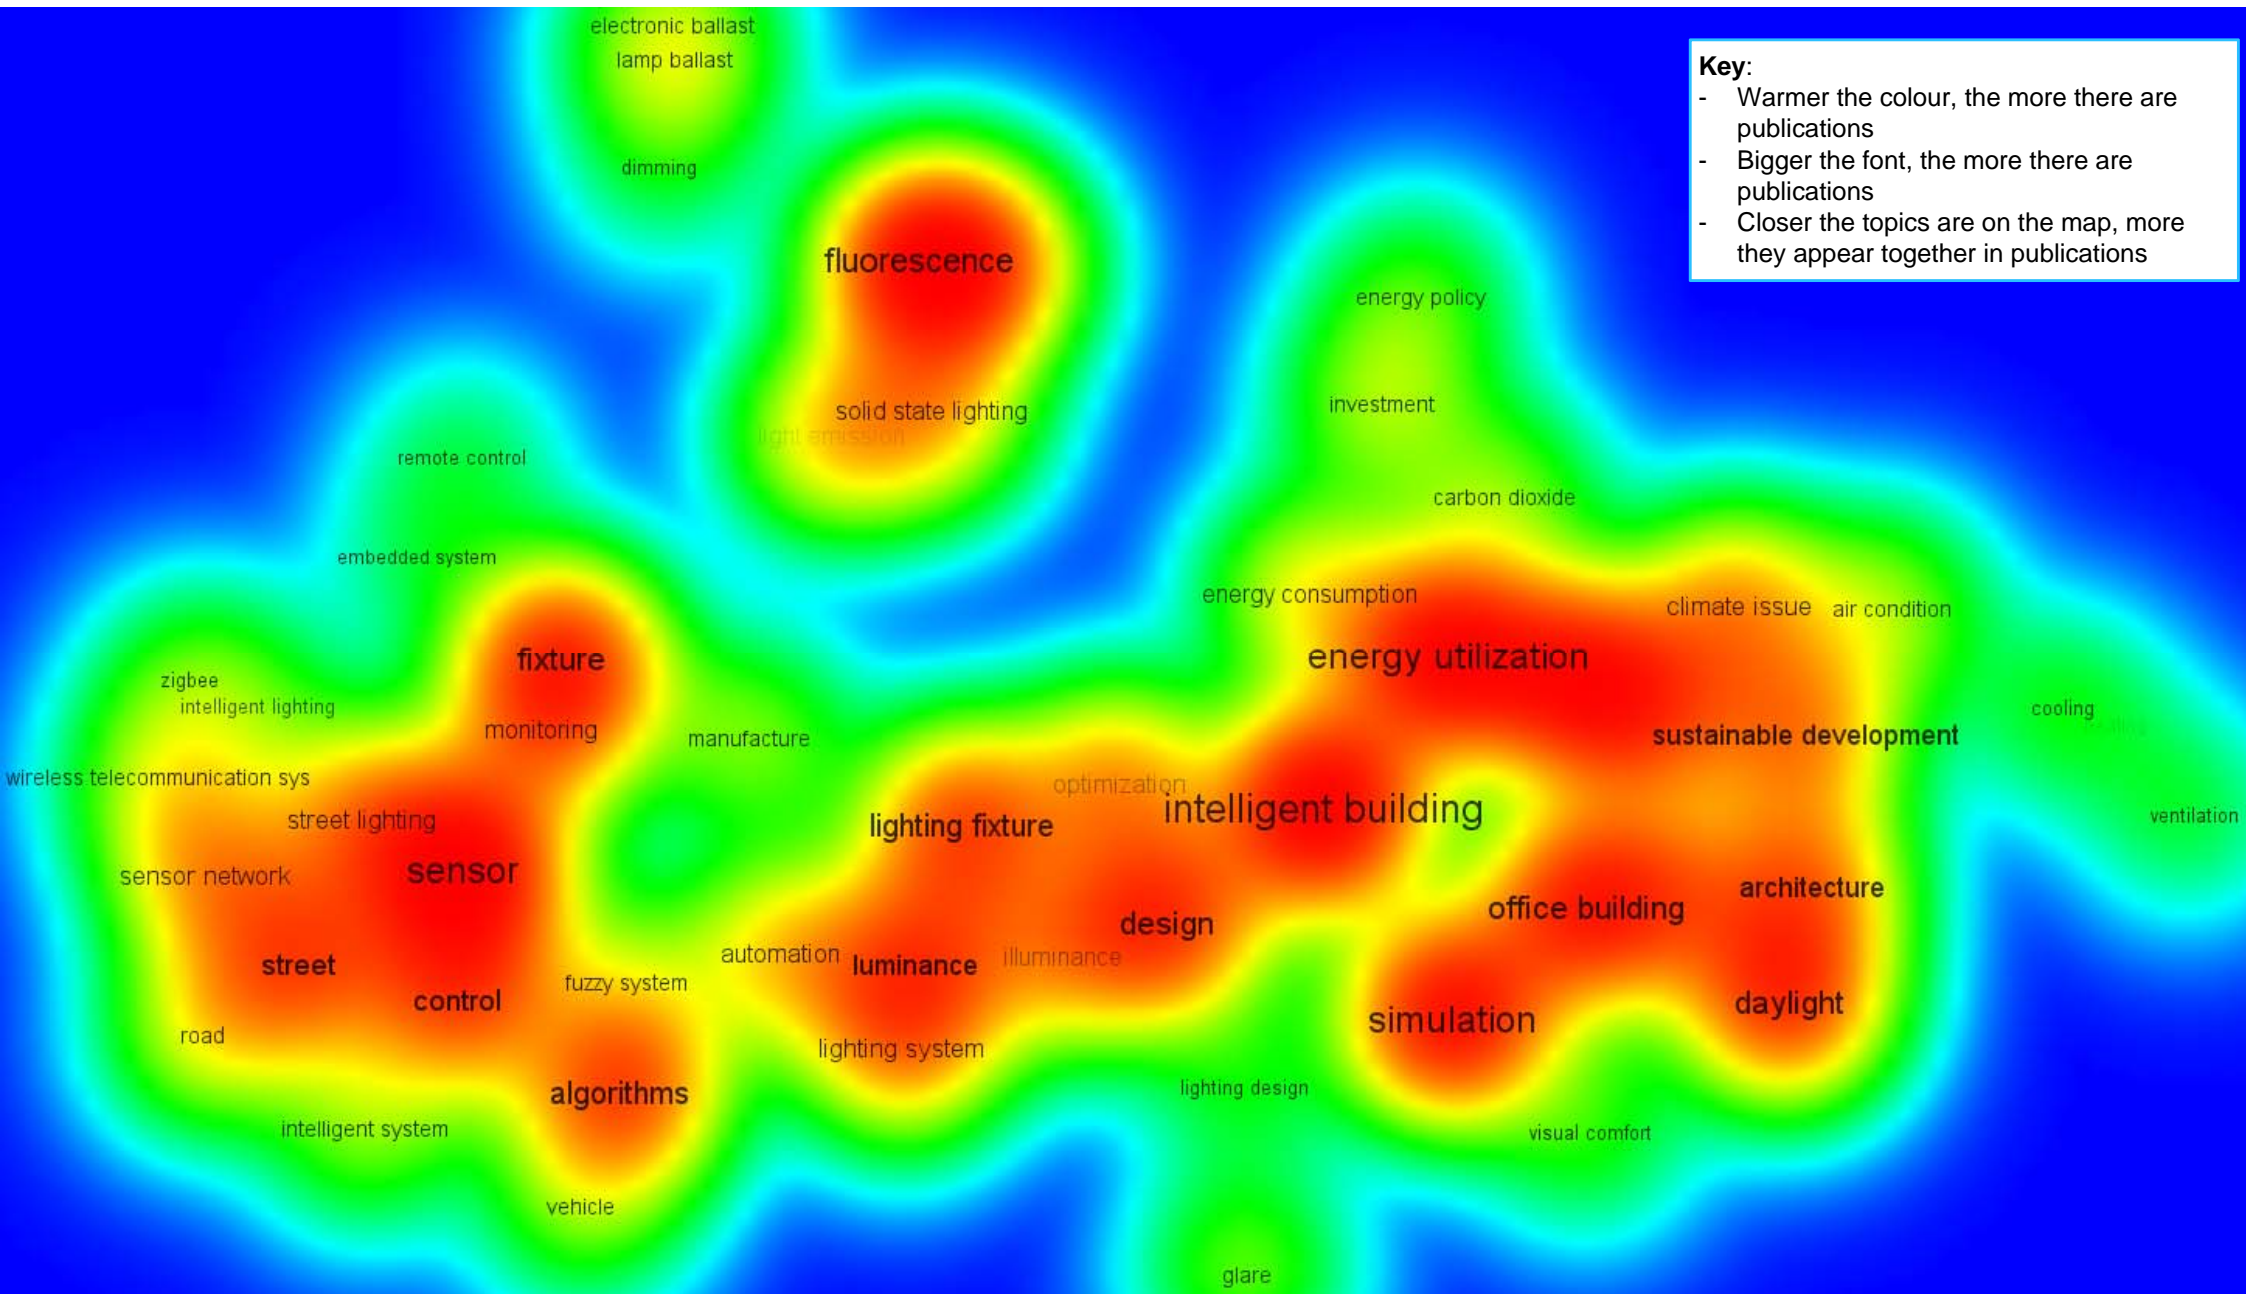 electronic ballast
lamp ballast
dimming
Key:
- Warmer the colour, the more there are
publications
- Bigger the font, the more there are
publications
- Closer the topics are on the map, more
they appear together in publications
fluorescence
energy policy
solid state lighting
light emission
investment
remote control
carbon dioxide
embedded system
energy consumption
climate issue
air condition
fixture
energy utilization
zigbee
intelligent lighting
monitoring
manufacture
sustainable development
cooling
wireless telecommunication sys
optimization
street lighting
lighting fixture
intelligent building
ventilation
sensor network
sensor
architecture
design
office building
street
automation
luminance
illuminance
control
fuzzy system
daylight
road
lighting system
simulation
algorithms
lighting design
intelligent system
visual comfort
vehicle
glare